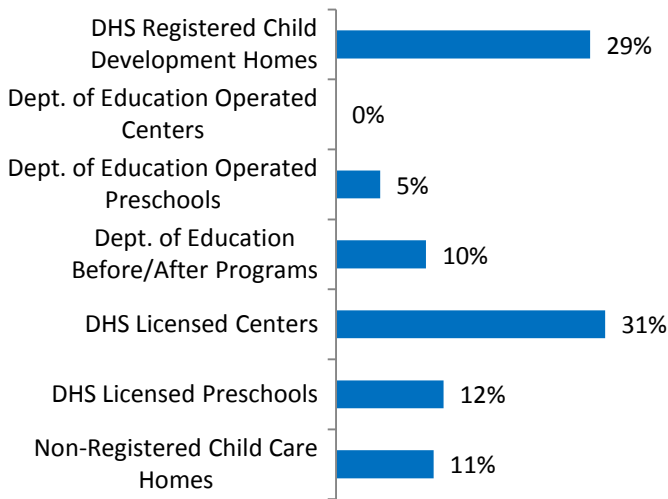 DHS Registered Child
Development Homes
29%
Dept. of Education Operated
Centers
0%
Dept. of Education Operated
Preschools
5%
Dept. of Education
Before/After Programs
10%
DHS Licensed Centers
31%
DHS Licensed Preschools
12%
Non-Registered Child Care
Homes
11%